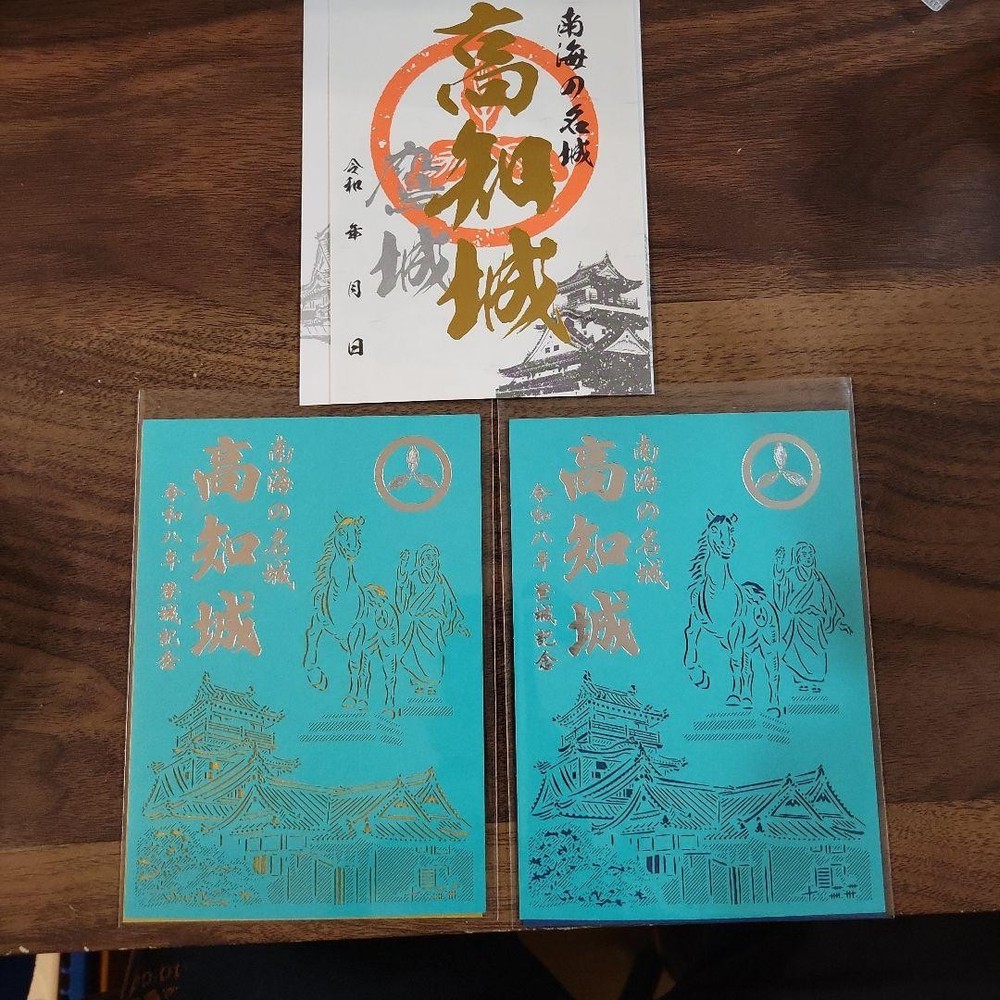 南海の名城
高知城
鷹城
令和 年 月 日
南海の名城
高知城
令和八年 登城記念
南海の名城
高知城
令和八年 登城記念